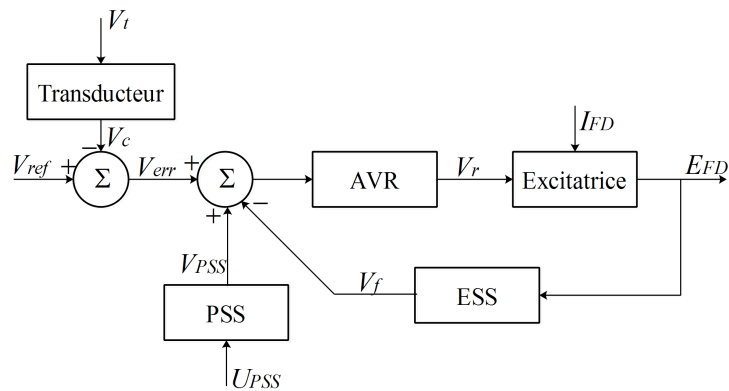 Vt
Transducteur
−
Vc
Vref
+
Σ
Verr
+
Σ
+
−
AVR
Vr
IFD
Excitatrice
EFD
VPSS
Vf
ESS
PSS
UPSS